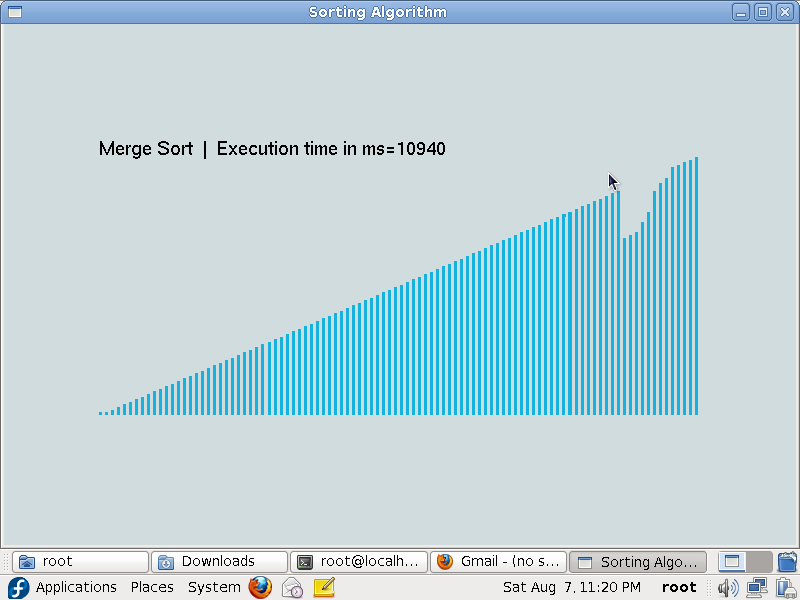 Sorting Algorithm
Merge Sort | Execution time in ms=10940
root
Downloads
root@localh...
Gmail - (no s...
Sorting Algo...
Applications Places System
Sat Aug 7, 11:20 PM root